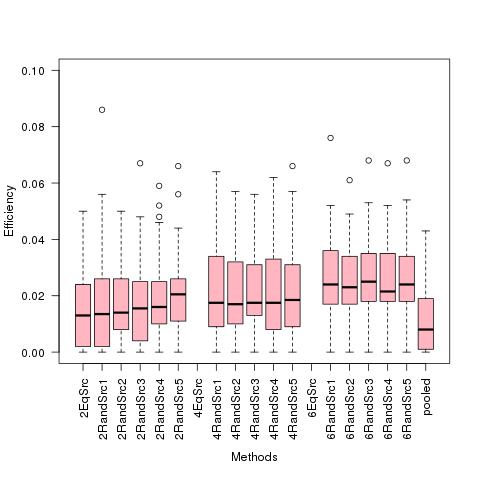 0.10
0.08
0.06
0.04
0.02
0.00
Efficiency
2EqSrc
2RandSrc1
2RandSrc2
2RandSrc3
2RandSrc4
2RandSrc5
4EqSrc
4RandSrc1
4RandSrc2
4RandSrc3
4RandSrc4
4RandSrc5
6EqSrc
6RandSrc1
6RandSrc2
6RandSrc3
6RandSrc4
6RandSrc5
pooled
Methods